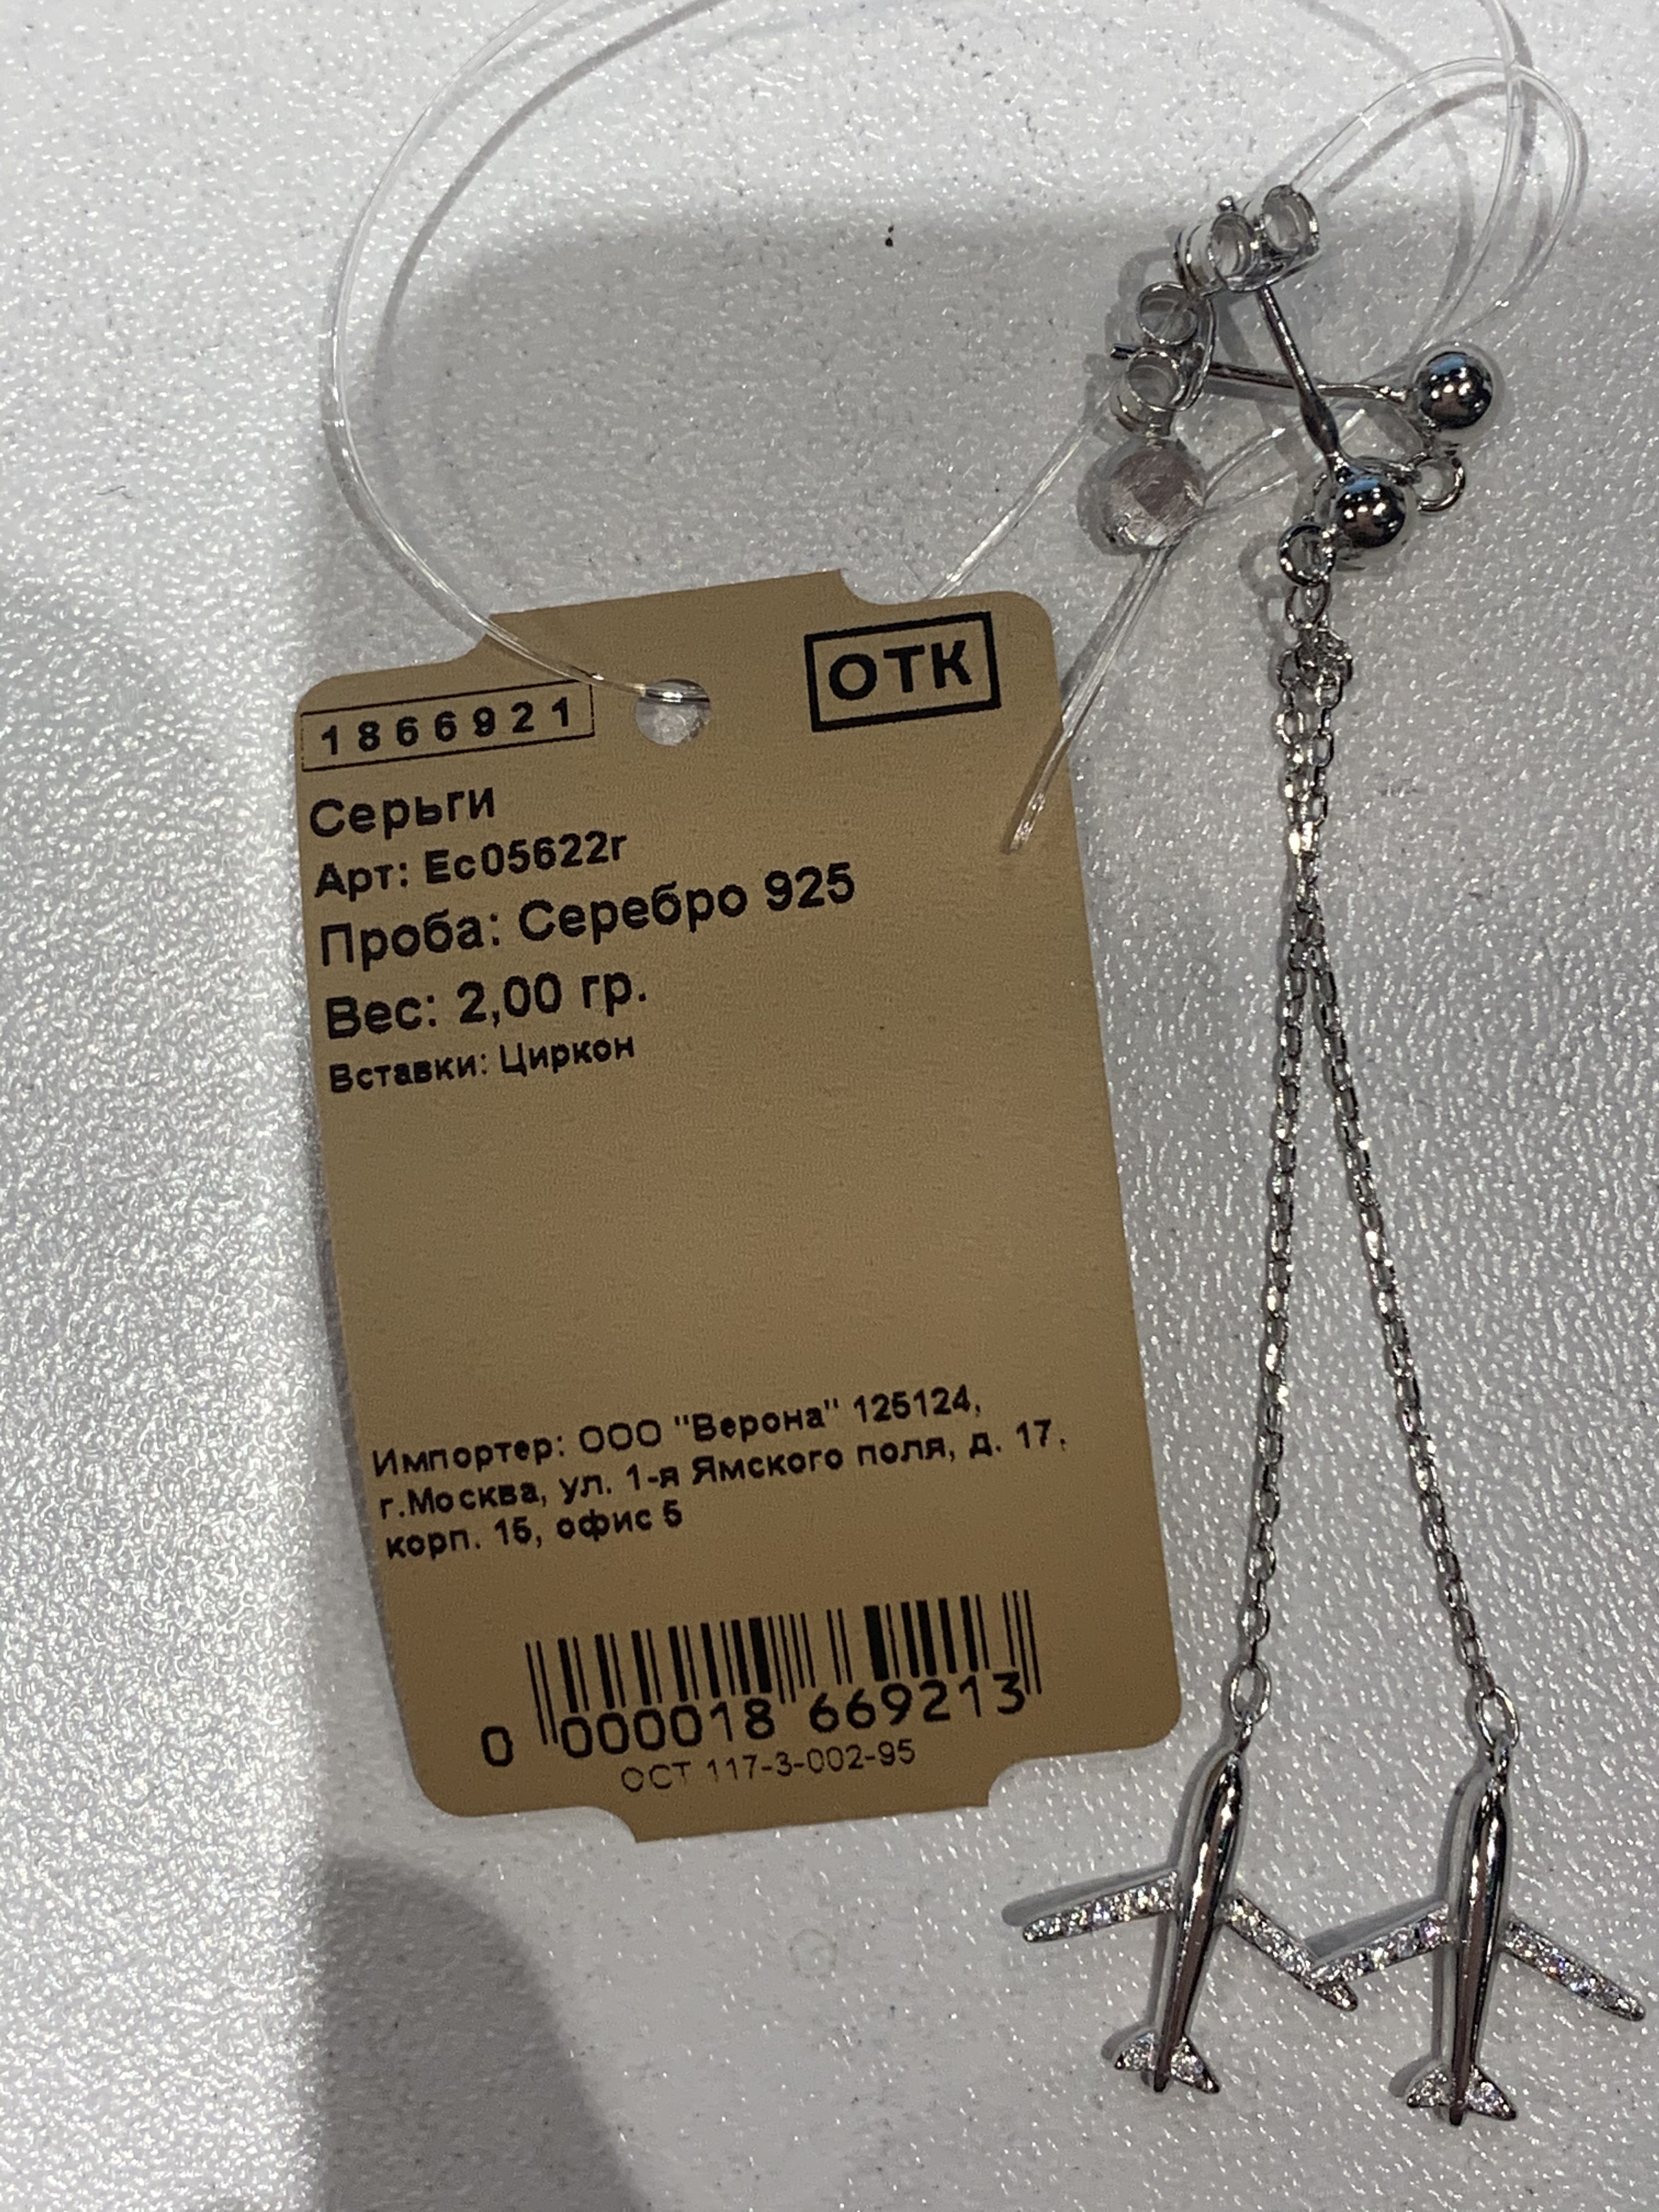 ОТК
1866921
Серьги
Арт: Ес05622r
Проба: Серебро 925
Вес: 2,00 гр.
Вставки: Циркон
Импортер: ООО "Верона" 125124,
г.Москва, ул. 1-я Ямского поля, д. 17,
корп. 15, офис 5
0 000018 669213
ОСТ 117-3-002-95